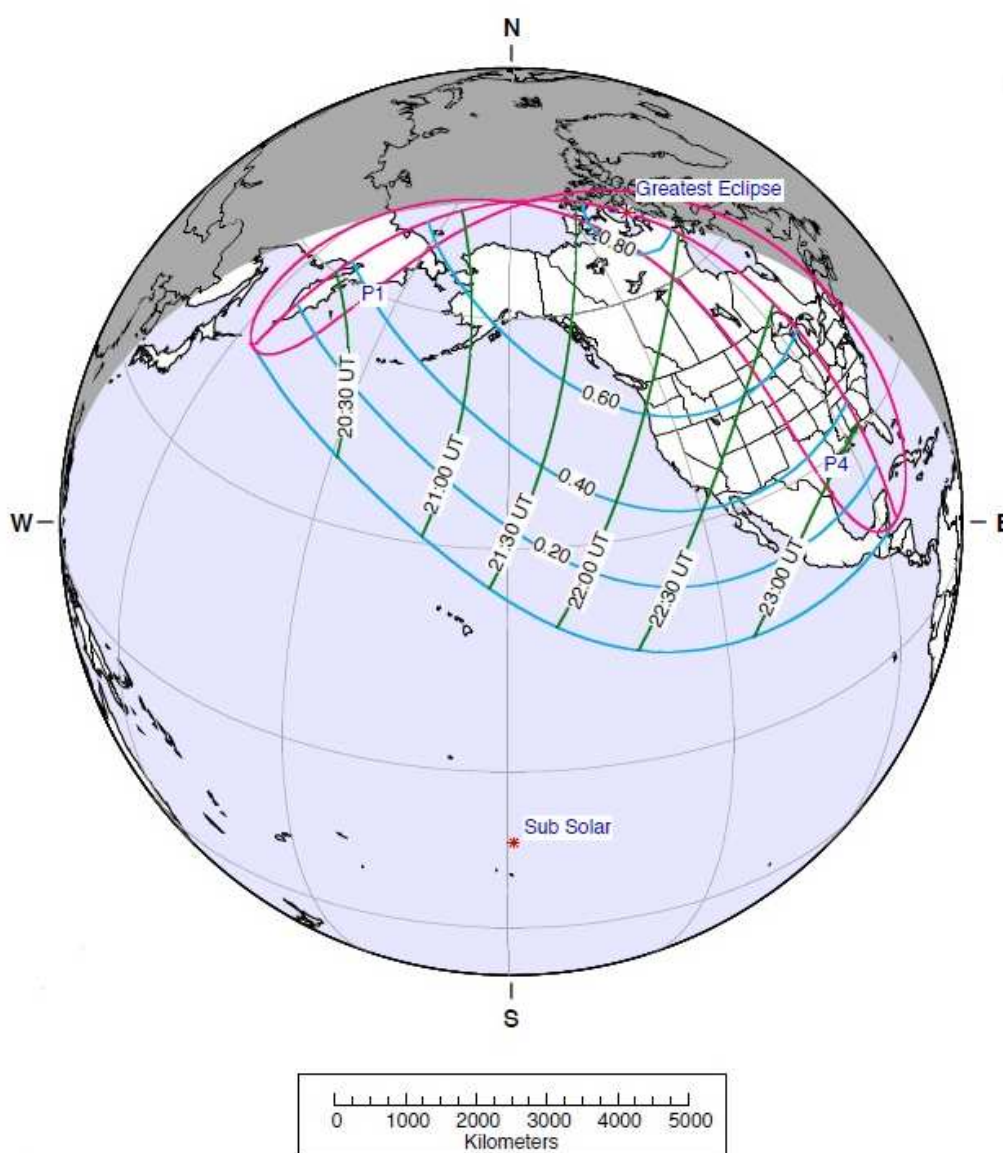 N
Greatest Eclipse
0.80
P1
0.60
20:30 UT
21:00 UT
0.40
P4
W
E
21:30 UT
0.20
22:00 UT
22:30 UT
23:00 UT
Sub Solar
S
0 1000 2000 3000 4000 5000
Kilometers